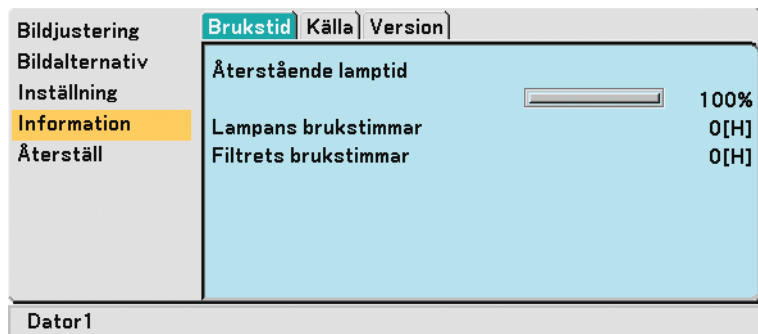 Bildjustering
Bildalternativ
Inställning
Information
Återställ
Brukstid Källa Version
Återstående lamptid
100%
Lampans brukstimmar 0[H]
Filtrets brukstimmar 0[H]
Dator1